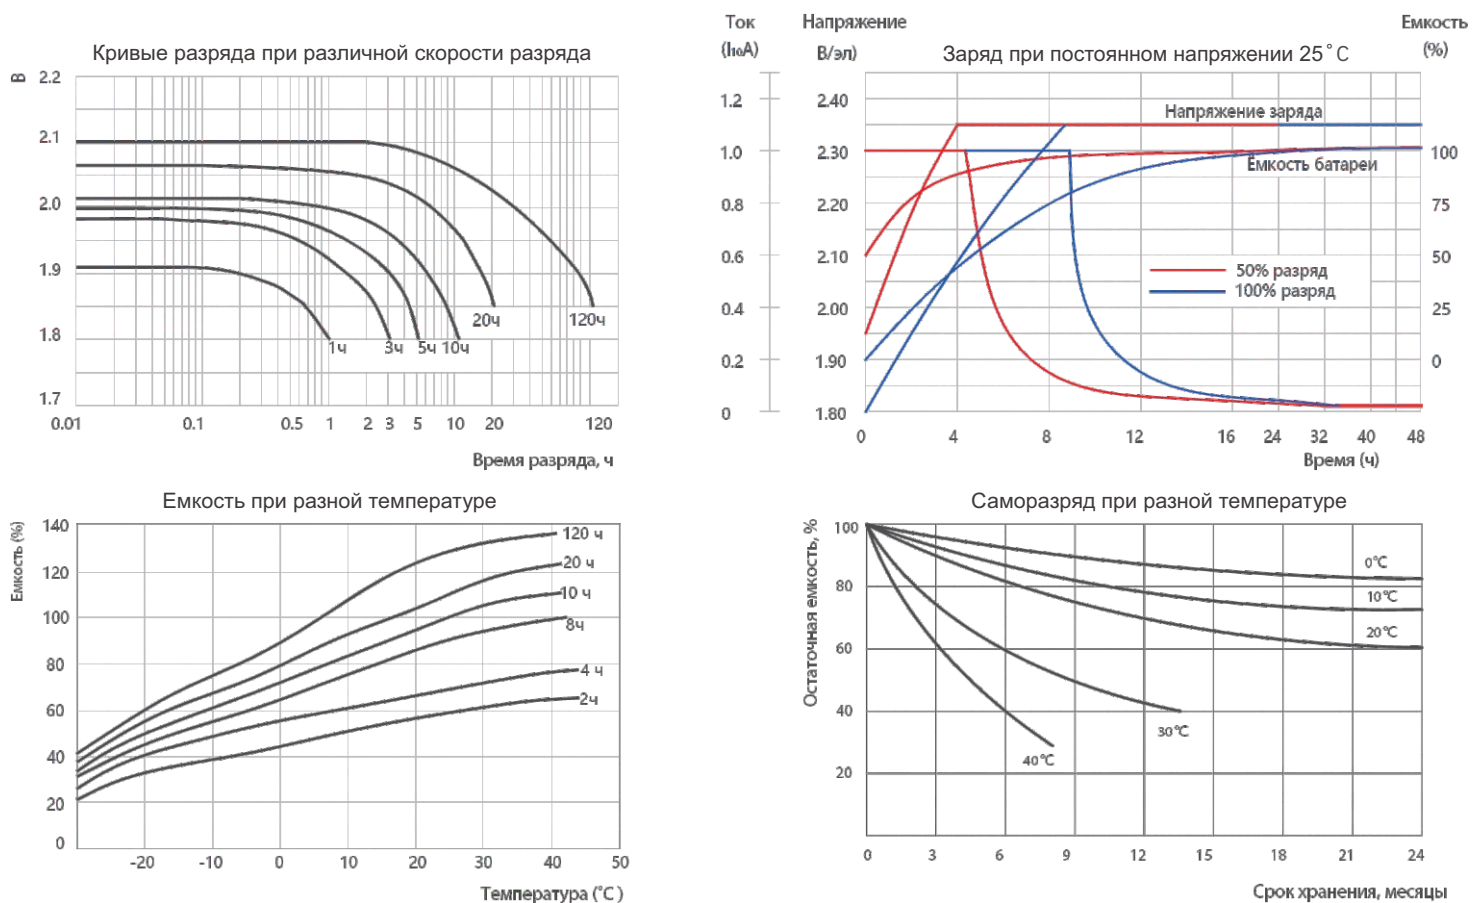 Кривые разряда при различной скорости разряда
В
2.2
2.1
2.0
1.9
1.8
1.7
20ч
120ч
1ч
3ч
5ч
10ч
0.01
0.1
0.5
1
2
3
5
10
20
120
Время разряда, ч
Ток
(I₁₀A)
Напряжение
В/эл)
Заряд при постоянном напряжении 25°C
Емкость
(%)
1.2
1.0
0.8
0.6
0.4
0.2
0
2.40
2.30
2.20
2.10
2.00
1.90
1.80
Напряжение заряда
Емкость батареи
50% разряд
100% разряд
100
75
50
25
0
0
4
8
12
16
24
32
40
48
Время (ч)
Емкость при разной температуре
Емкость (%)
140
120
100
80
60
40
20
0
120 ч
20 ч
10 ч
8ч
4 ч
2ч
-20
-10
0
10
20
30
40
50
Температура (°C)
Саморазряд при разной температуре
Остаточная емкость, %
100
80
60
40
20
0°C
10°C
20°C
30°C
40°C
0
3
6
9
12
15
18
21
24
Срок хранения, месяцы